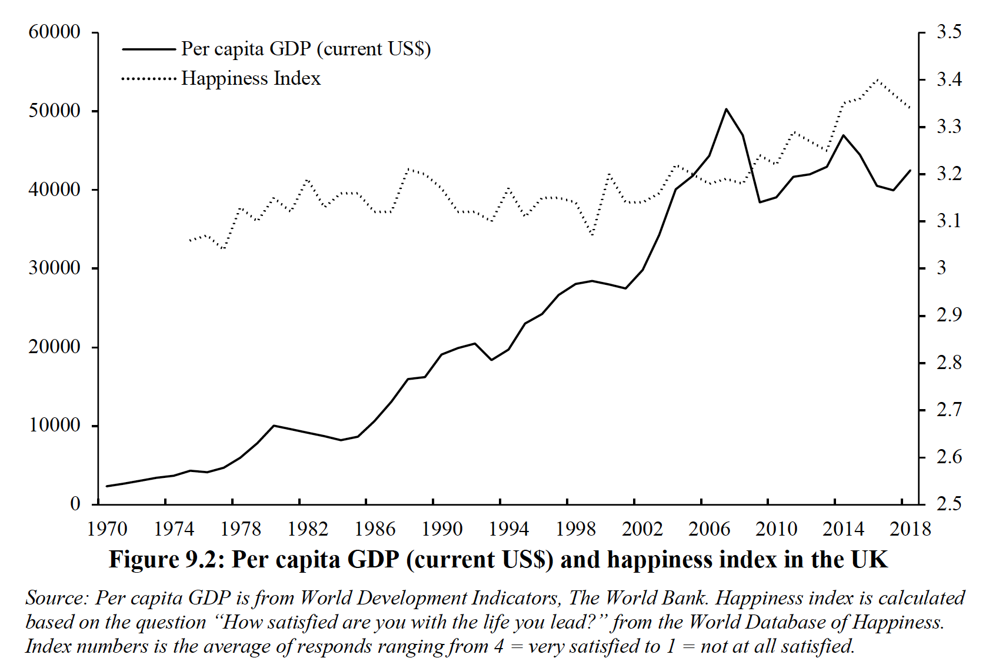 60000
50000
40000
30000
20000
10000
0
Per capita GDP (current US$)
Happiness Index
3.5
3.4
3.3
3.2
3.1
3
2.9
2.8
2.7
2.6
2.5
1970 1974 1978 1982 1986 1990 1994 1998 2002 2006 2010 2014 2018
Figure 9.2: Per capita GDP (current US$) and happiness index in the UK
Source: Per capita GDP is from World Development Indicators, The World Bank. Happiness index is calculated
based on the question “How satisfied are you with the life you lead?” from the World Database of Happiness.
Index numbers is the average of responds ranging from 4 = very satisfied to 1 = not at all satisfied.